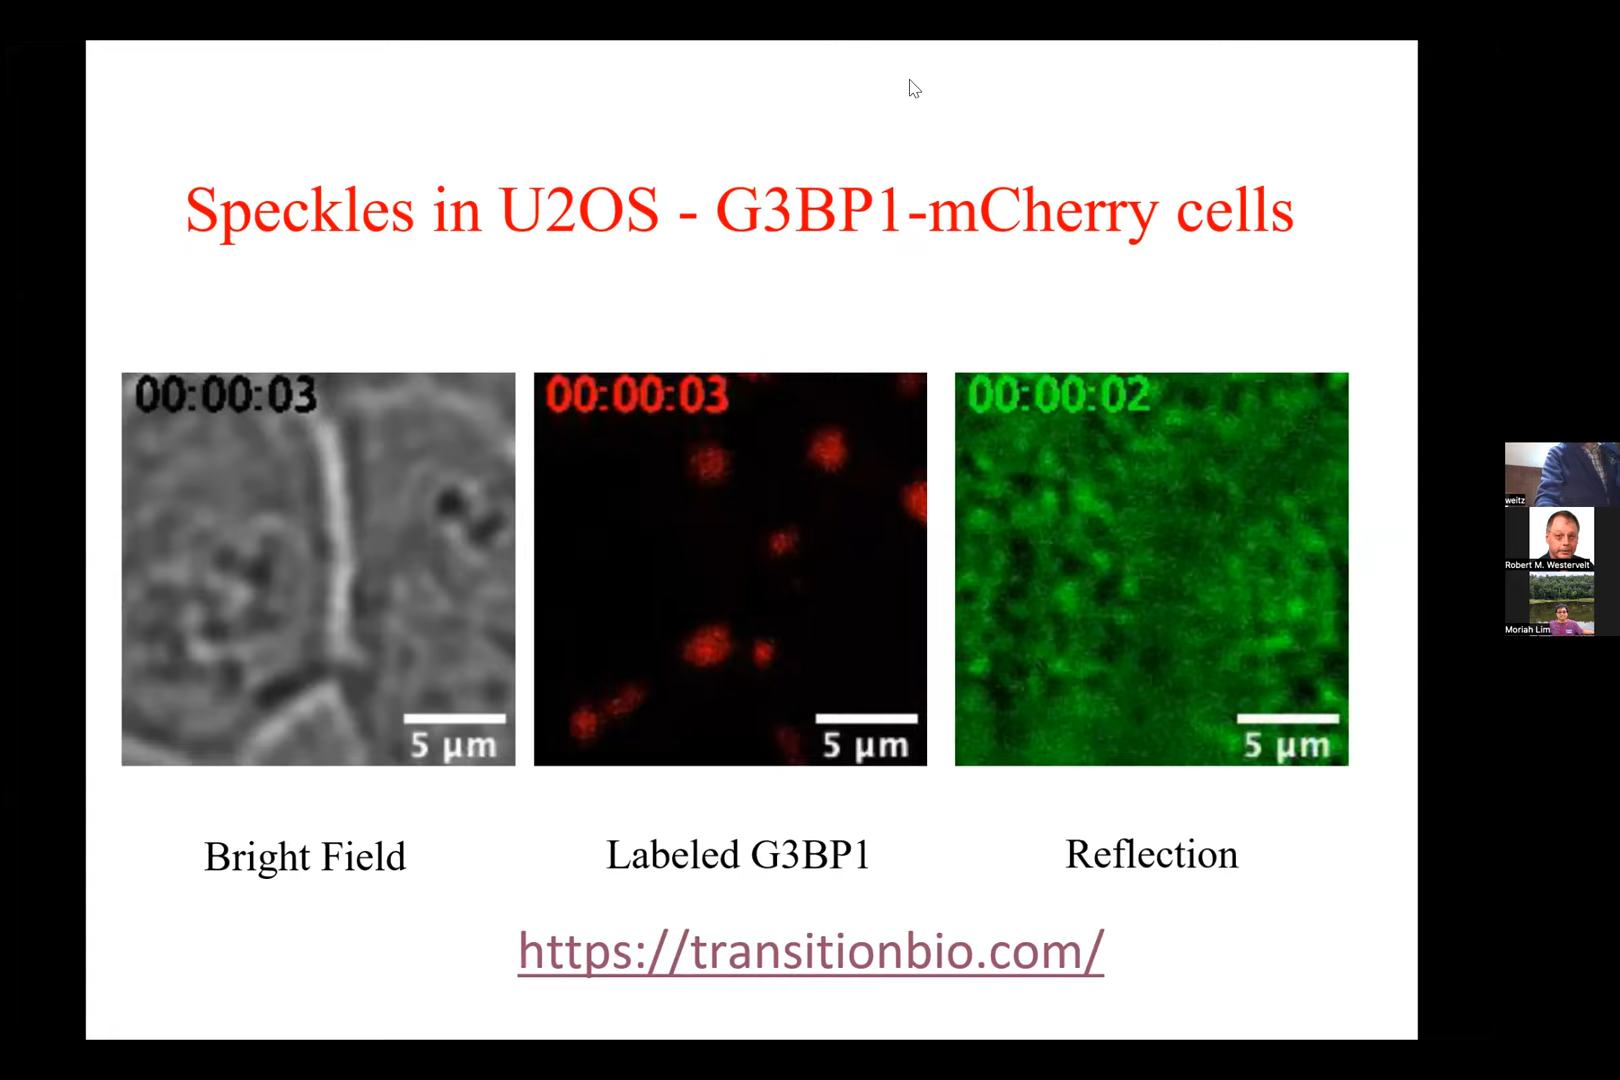 Speckles in U2OS - G3BP1-mCherry cells
00:00:03
00:00:03
00:00:02
5 µm
5 µm
5 µm
Bright Field
Labeled G3BP1
Reflection
https://transitionbio.com/
weitz
Robert M. Westervelt
Moriah Lim